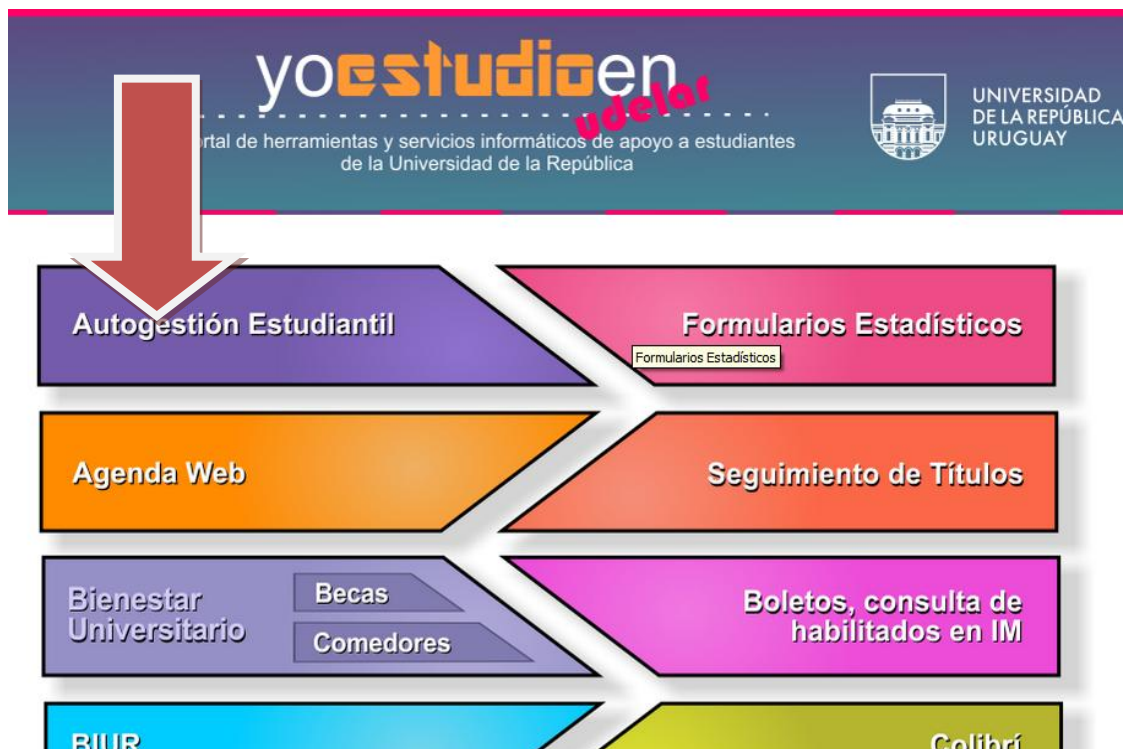 yoestudioen
udelar
rtal de herramientas y servicios informáticos de apoyo a estudiantes
de la Universidad de la República
UNIVERSIDAD
DE LA REPÚBLICA
URUGUAY
Autogestión Estudiantil
Formularios Estadísticos
Formularios Estadísticos
Agenda Web
Seguimiento de Títulos
Bienestar
Universitario
Becas
Comedores
Boletos, consulta de
habilitados en IM
BIUR
Colibrí